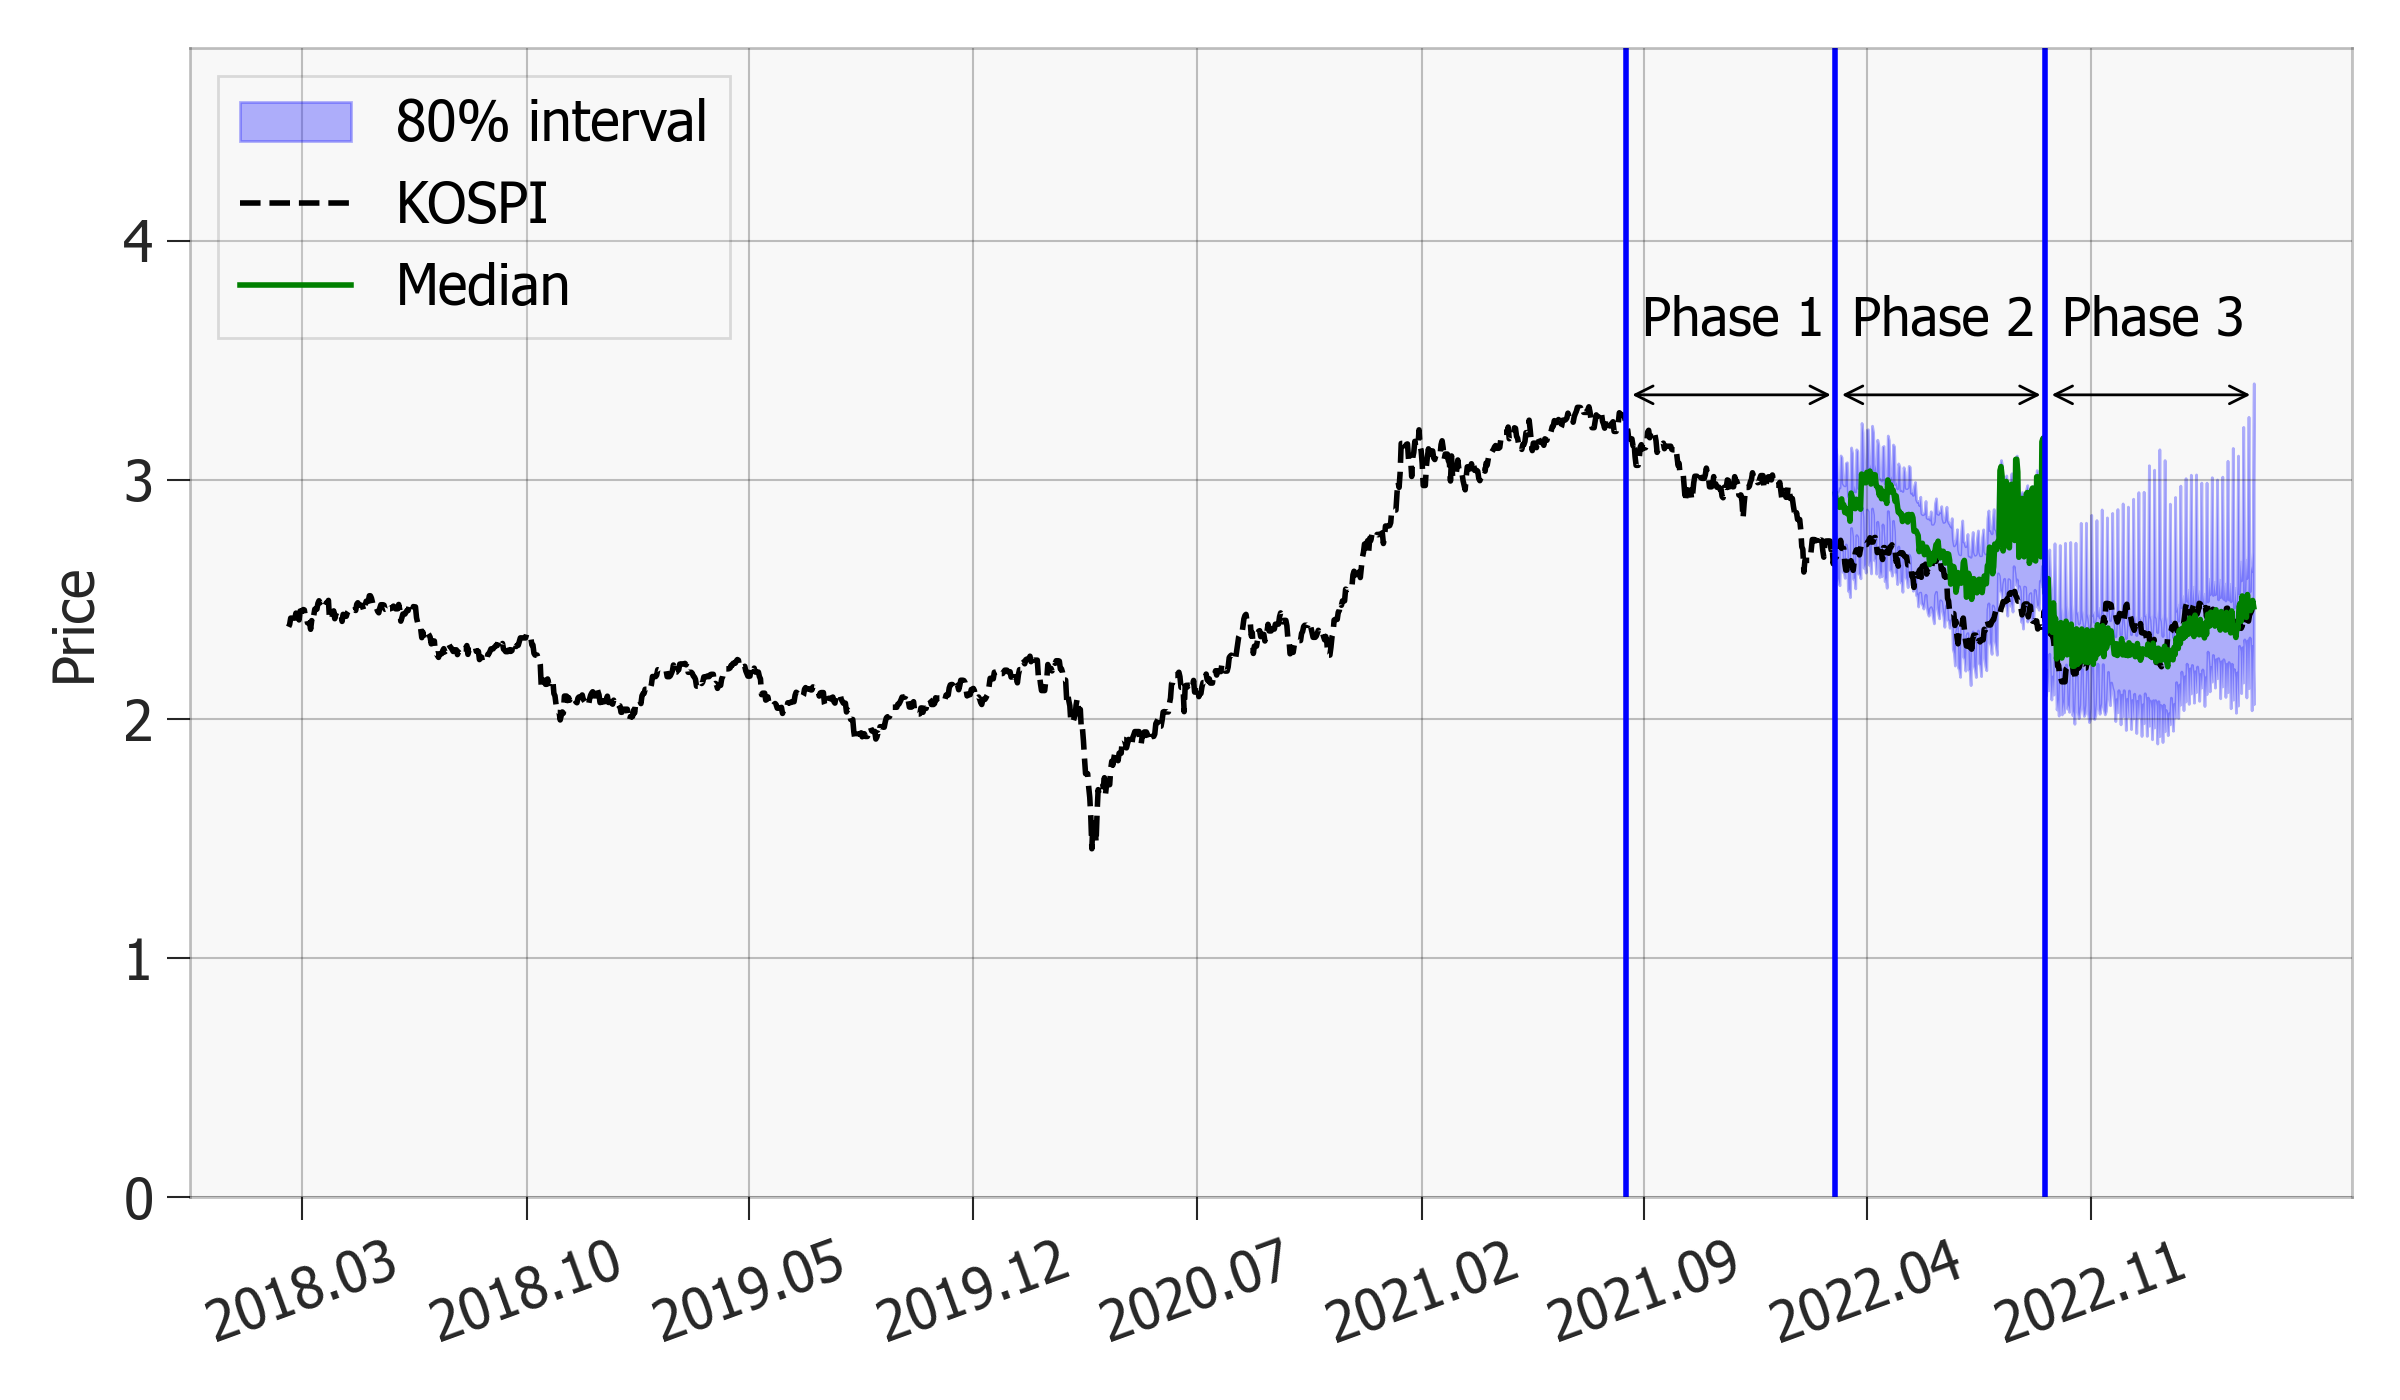 80% interval
KOSPI
Median
Phase 1
Phase 2
Phase 3
Price
4
3
2
1
0
2018.03
2018.10
2019.05
2019.12
2020.07
2021.02
2021.09
2022.04
2022.11